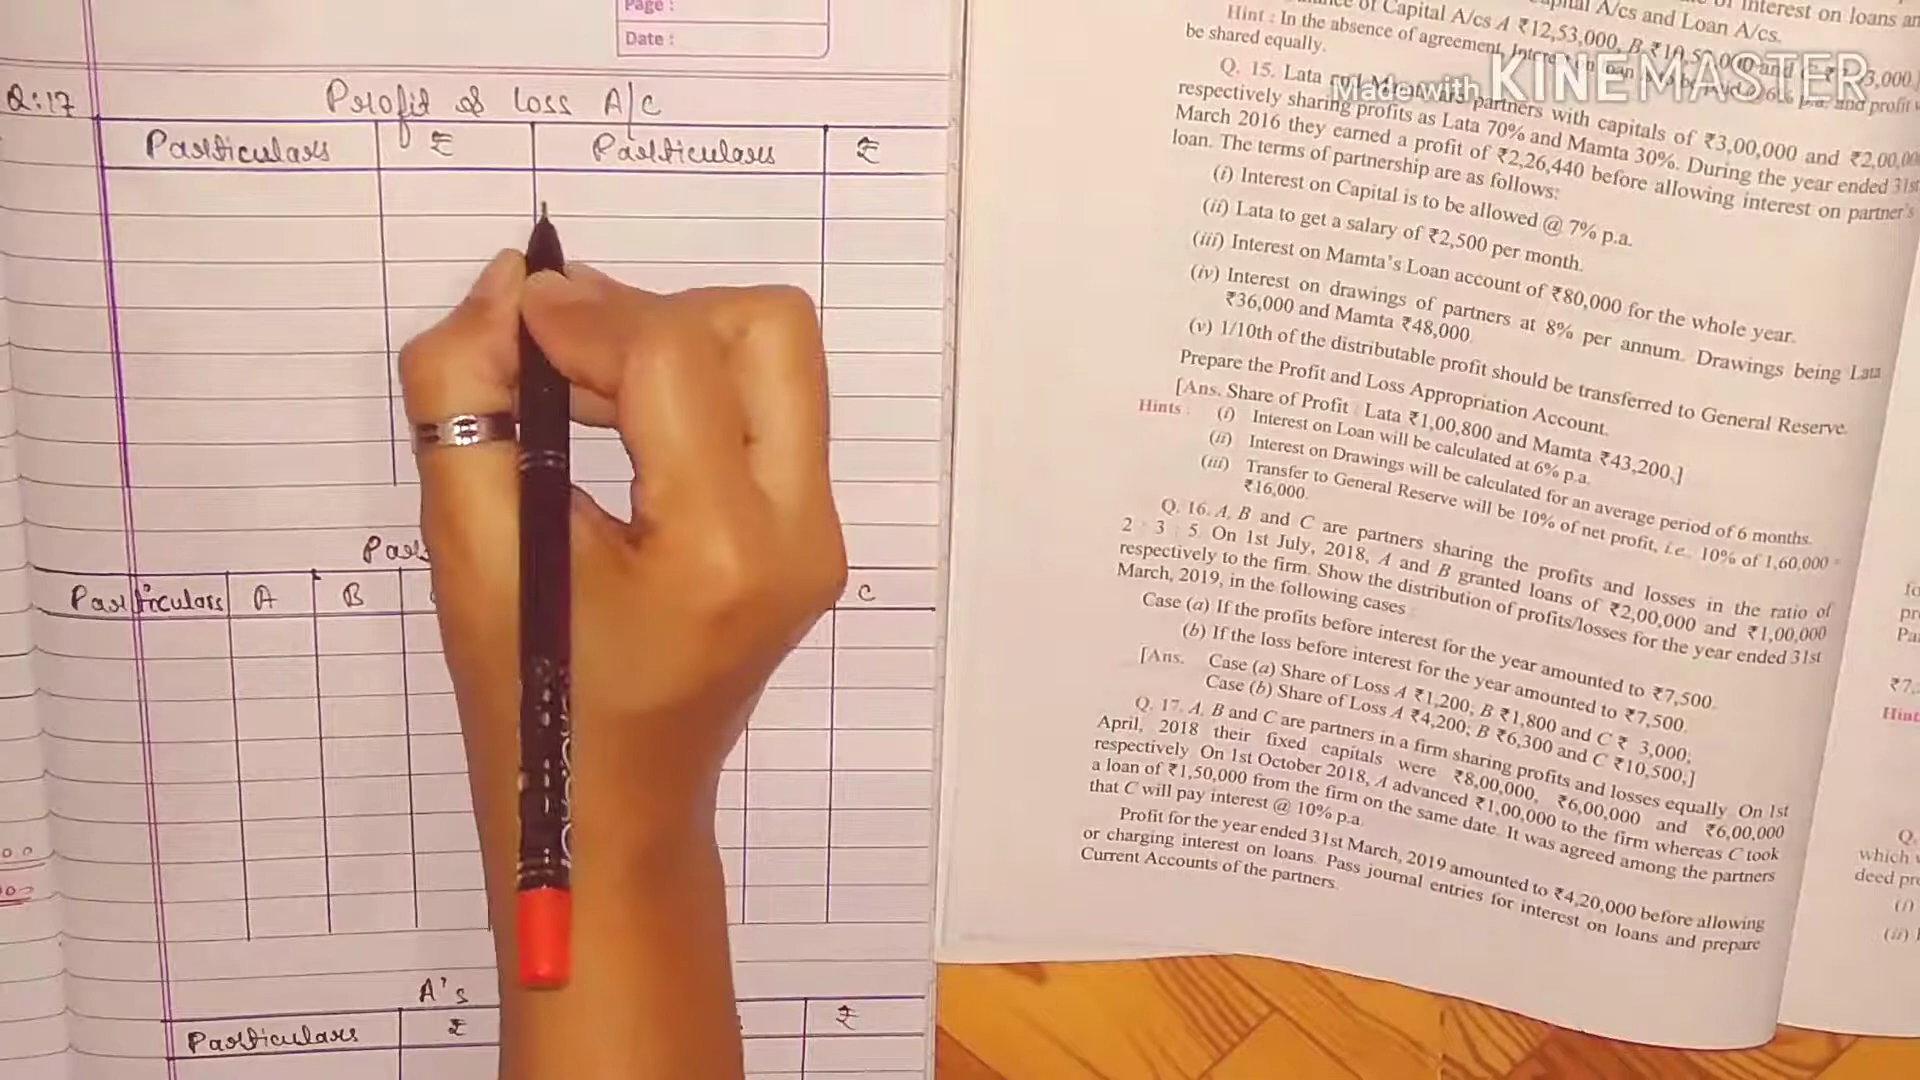 Page :
Date :
Q:17 Profit & Loss A/C
Particulars ₹ Particulars ₹
Particulars A B C
A's
Particulars ₹ ₹
Made with KINEMASTER
of Capital A/cs A ₹12,53,000, B ₹10,50,000 and
Hint : In the absence of agreement, Interest on loan
be shared equally.
Q. 15. Lata and Mamta are partners with capitals of ₹3,00,000 and ₹2,00,000
respectively sharing profits as Lata 70% and Mamta 30%. During the year ended 31st
March 2016 they earned a profit of ₹2,26,440 before allowing interest on partner's
loan. The terms of partnership are as follows:
(i) Interest on Capital is to be allowed @ 7% p.a.
(ii) Lata to get a salary of ₹2,500 per month.
(iii) Interest on Mamta's Loan account of ₹80,000 for the whole year.
(iv) Interest on drawings of partners at 8% per annum. Drawings being Lata
₹36,000 and Mamta ₹48,000.
(v) 1/10th of the distributable profit should be transferred to General Reserve.
Prepare the Profit and Loss Appropriation Account.
[Ans. Share of Profit : Lata ₹1,00,800 and Mamta ₹43,200.]
Hints : (i) Interest on Loan will be calculated at 6% p.a.
(ii) Interest on Drawings will be calculated for an average period of 6 months.
(iii) Transfer to General Reserve will be 10% of net profit, i.e. 10% of 1,60,000 =
₹16,000.
Q. 16. A, B and C are partners sharing the profits and losses in the ratio of
2 : 3 : 5. On 1st July, 2018, A and B granted loans of ₹2,00,000 and ₹1,00,000
respectively to the firm. Show the distribution of profits/losses for the year ended 31st
March, 2019, in the following cases :
Case (a) If the profits before interest for the year amounted to ₹7,500.
(b) If the loss before interest for the year amounted to ₹7,500.
[Ans. Case (a) Share of Loss A ₹1,200; B ₹1,800 and C ₹ 3,000;
Case (b) Share of Loss A ₹4,200; B ₹6,300 and C ₹10,500.]
Q. 17. A, B and C are partners in a firm sharing profits and losses equally. On 1st
April, 2018 their fixed capitals were ₹8,00,000, ₹6,00,000 and ₹6,00,000
respectively. On 1st October 2018, A advanced ₹1,00,000 to the firm whereas C took
a loan of ₹1,50,000 from the firm on the same date. It was agreed among the partners
that C will pay interest @ 10% p.a.
Profit for the year ended 31st March, 2019 amounted to ₹4,20,000 before allowing
or charging interest on loans. Pass journal entries for interest on loans and prepare
Current Accounts of the partners.
Hint
Q.
which
deed
(i)
(ii)